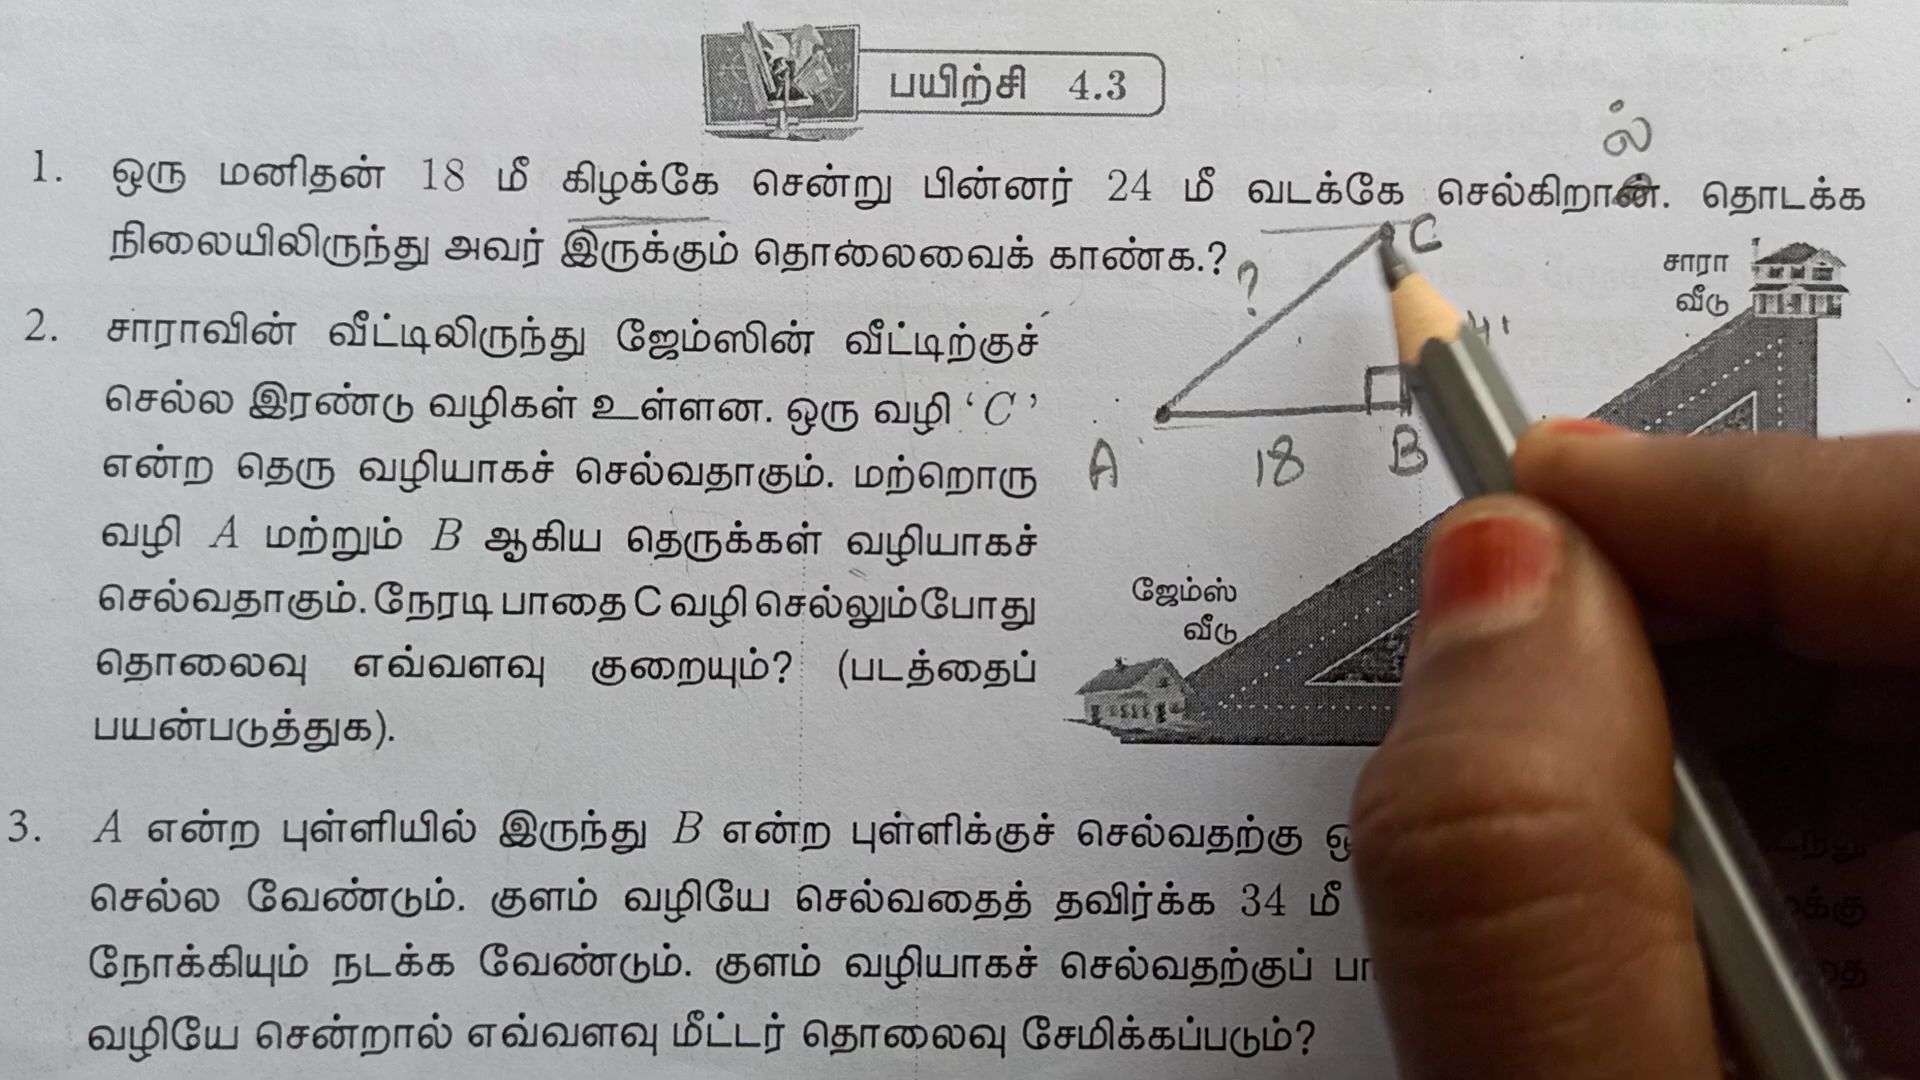 பயிற்சி 4.3
ல்
1. ஒரு மனிதன் 18 மீ கிழக்கே சென்று பின்னர் 24 மீ வடக்கே செல்கிறான். தொடக்க
நிலையிலிருந்து அவர் இருக்கும் தொலைவைக் காண்க.?
C
?
A 18 B
சாரா
வீடு
2. சாராவின் வீட்டிலிருந்து ஜேம்ஸின் வீட்டிற்குச்
செல்ல இரண்டு வழிகள் உள்ளன. ஒரு வழி ‘C’
என்ற தெரு வழியாகச் செல்வதாகும். மற்றொரு
வழி A மற்றும் B ஆகிய தெருக்கள் வழியாகச்
செல்வதாகும். நேரடி பாதை C வழி செல்லும்போது
தொலைவு எவ்வளவு குறையும்? (படத்தைப்
பயன்படுத்துக).
ஜேம்ஸ்
வீடு
3. A என்ற புள்ளியில் இருந்து B என்ற புள்ளிக்குச் செல்வதற்கு
செல்ல வேண்டும். குளம் வழியே செல்வதைத் தவிர்க்க 34 மீ
நோக்கியும் நடக்க வேண்டும். குளம் வழியாகச் செல்வதற்குப்
வழியே சென்றால் எவ்வளவு மீட்டர் தொலைவு சேமிக்கப்படும்?